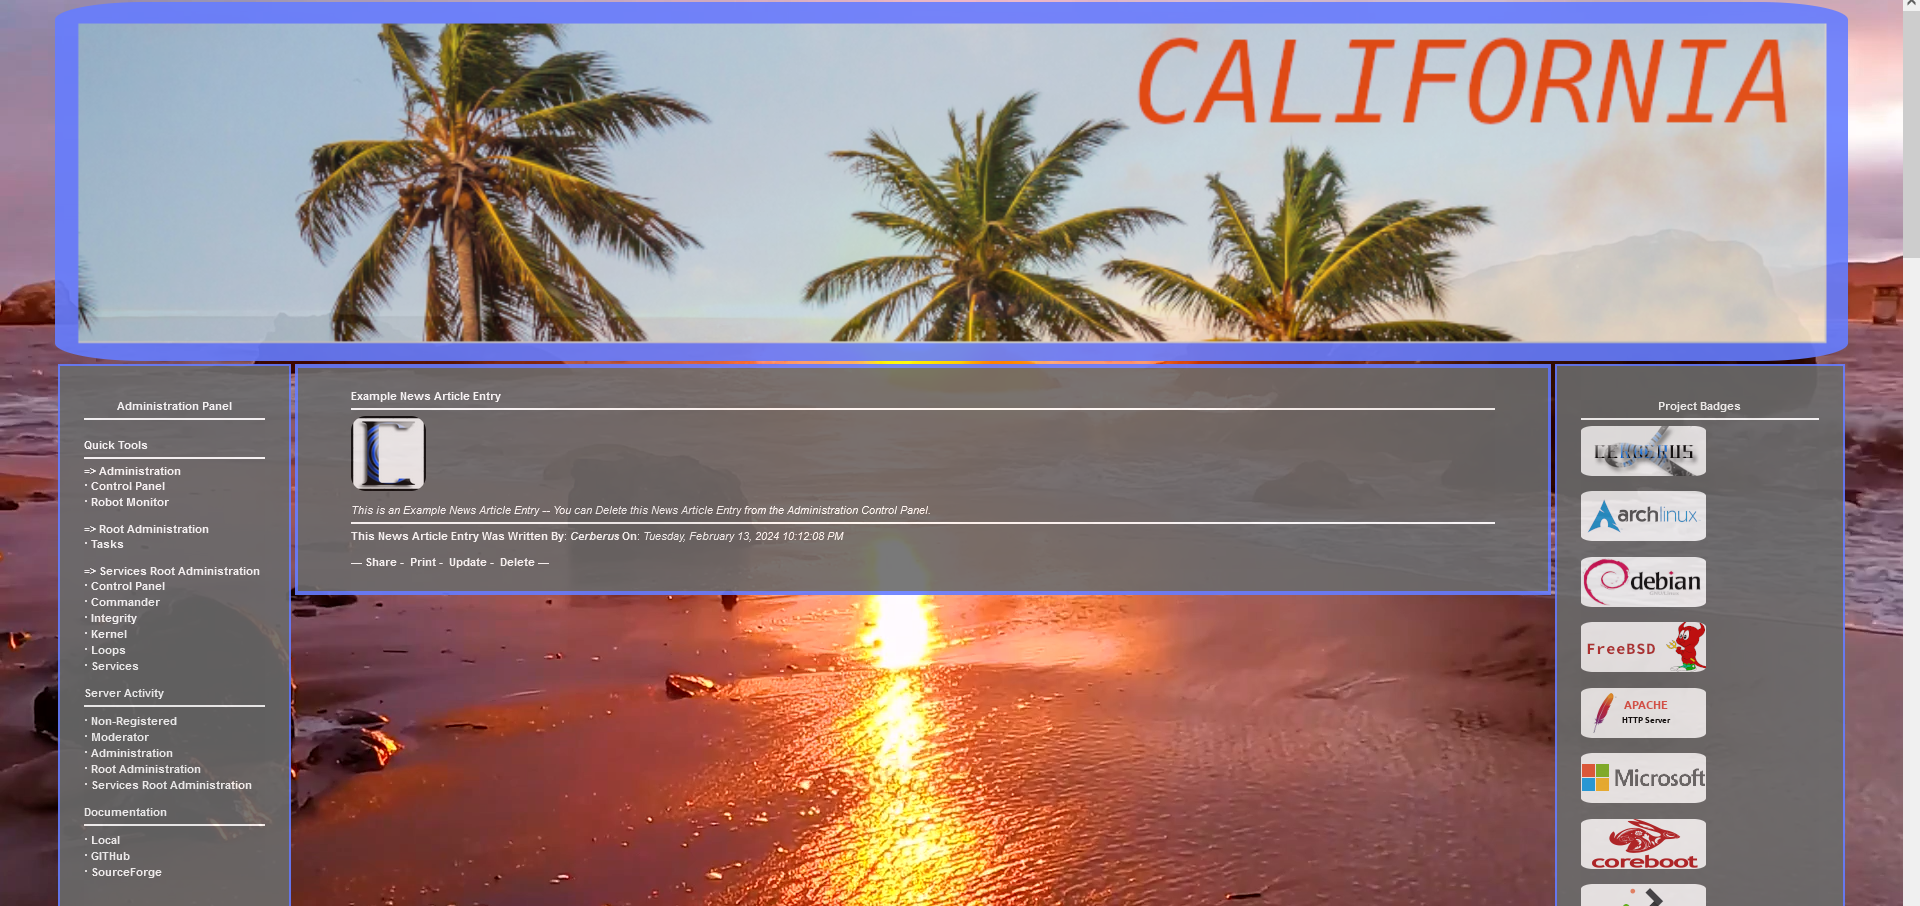 CALIFORNIA
Administration Panel
Quick Tools
=> Administration
· Control Panel
· Robot Monitor
=> Root Administration
· Tasks
=> Services Root Administration
· Control Panel
· Commander
· Integrity
· Kernel
· Loops
· Services
Server Activity
· Non-Registered
· Moderator
· Administration
· Root Administration
· Services Root Administration
Documentation
· Local
· GITHub
· SourceForge
Example News Article Entry
This is an Example News Article Entry -- You can Delete this News Article Entry from the Administration Control Panel.
This News Article Entry Was Written By: Cerberus On: Tuesday, February 13, 2024 10:12:08 PM
— Share - Print - Update - Delete —
Project Badges
CERBERUS
archlinux
debian
FreeBSD
APACHE
HTTP Server
Microsoft
coreboot